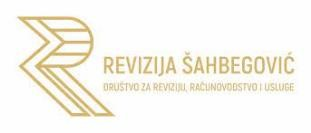 REVIZIJA ŠAHBEGOVIĆ
DRUŠTVO ZA REVIZIJU, RAČUNOVODSTVO I USLUGE